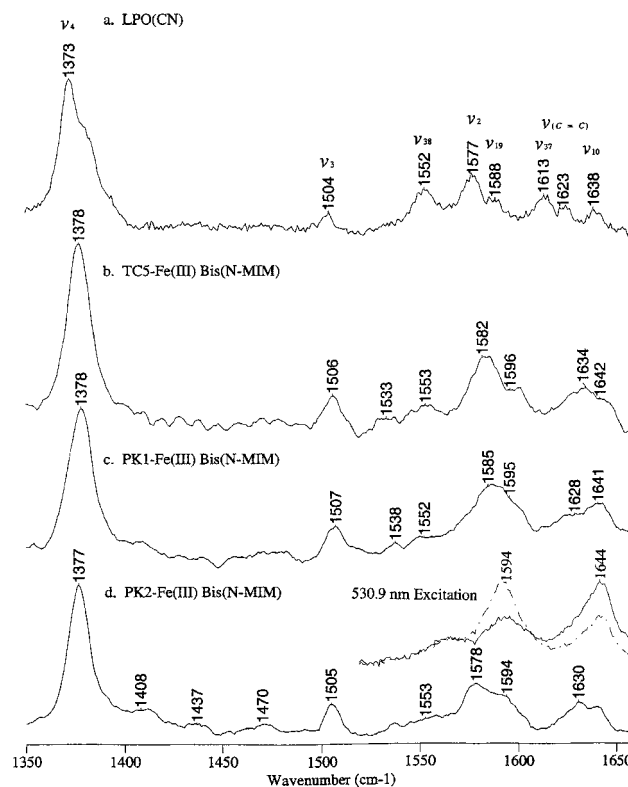 a. LPO(CN)
ν4
1373
ν3
1504
ν38
1552
ν2
1577
ν19
1588
ν(c = c)
ν37
1613
1623
ν10
1638
b. TC5-Fe(III) Bis(N-MIM)
1378
1506
1533
1553
1582
1596
1634
1642
c. PK1-Fe(III) Bis(N-MIM)
1378
1507
1538
1552
1585
1595
1628
1641
d. PK2-Fe(III) Bis(N-MIM)
530.9 nm Excitation
1594
1644
1377
1408
1437
1470
1505
1553
1578
1594
1630
1350 1400 1450 1500 1550 1600 1650
Wavenumber (cm-1)